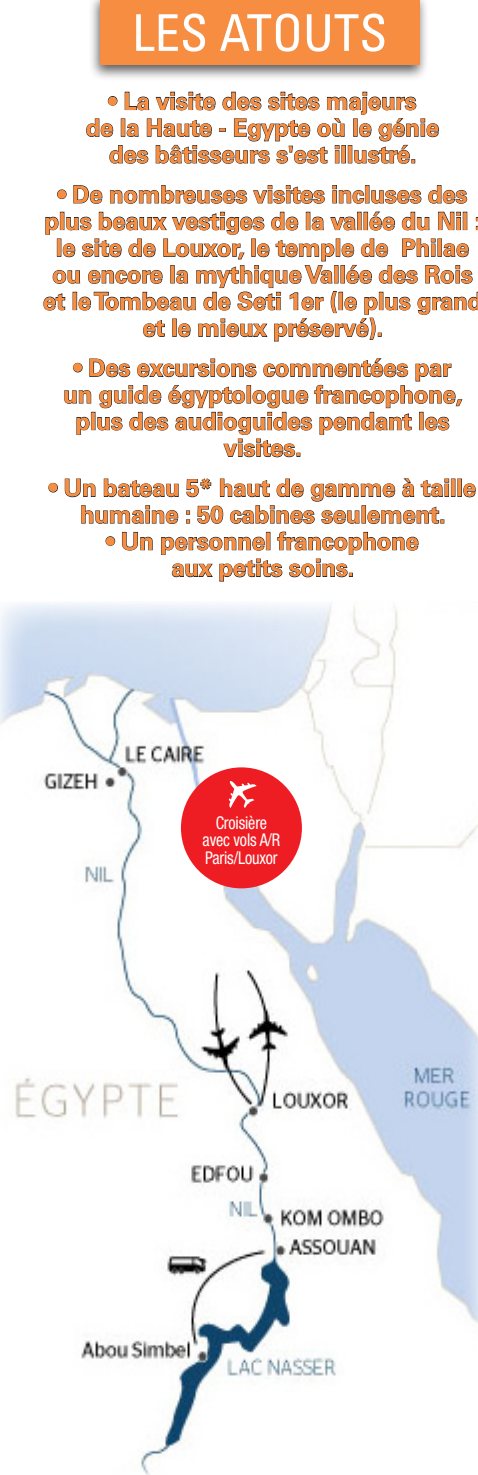 LES ATOUTS
• La visite des sites majeurs
de la Haute - Egypte où le génie
des bâtisseurs s'est illustré.
• De nombreuses visites incluses des
plus beaux vestiges de la vallée du Nil :
le site de Louxor, le temple de Philae
ou encore la mythique Vallée des Rois
et le Tombeau de Seti 1er (le plus grand
et le mieux préservé).
• Des excursions commentées par
un guide égyptologue francophone,
plus des audioguides pendant les
visites.
• Un bateau 5* haut de gamme à taille
humaine : 50 cabines seulement.
• Un personnel francophone
aux petits soins.
LE CAIRE
GIZEH
Croisière
avec vols A/R
Paris/Louxor
NIL
MER
ROUGE
ÉGYPTE
LOUXOR
EDFOU
NIL
KOM OMBO
ASSOUAN
Abou Simbel
LAC NASSER